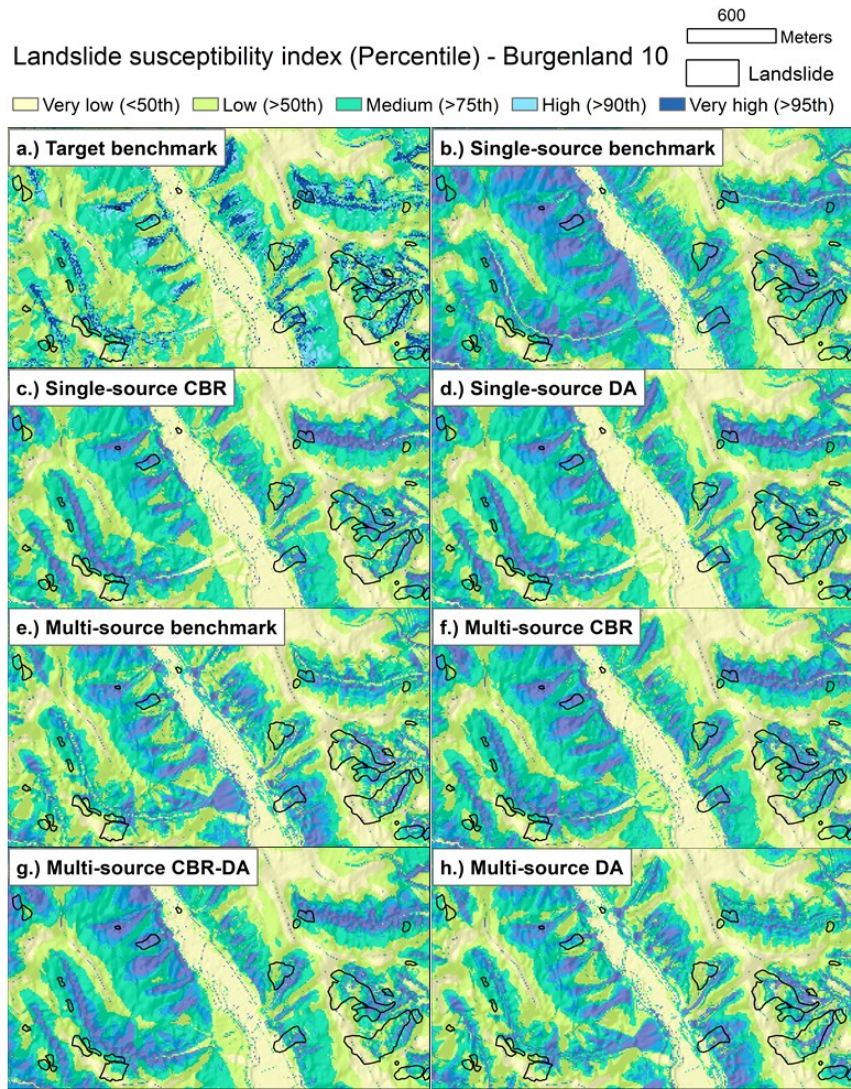 600
Meters
Landslide susceptibility index (Percentile) - Burgenland 10
Landslide
Very low (<50th) Low (>50th) Medium (>75th) High (>90th) Very high (>95th)
a.) Target benchmark
b.) Single-source benchmark
c.) Single-source CBR
d.) Single-source DA
e.) Multi-source benchmark
f.) Multi-source CBR
g.) Multi-source CBR-DA
h.) Multi-source DA